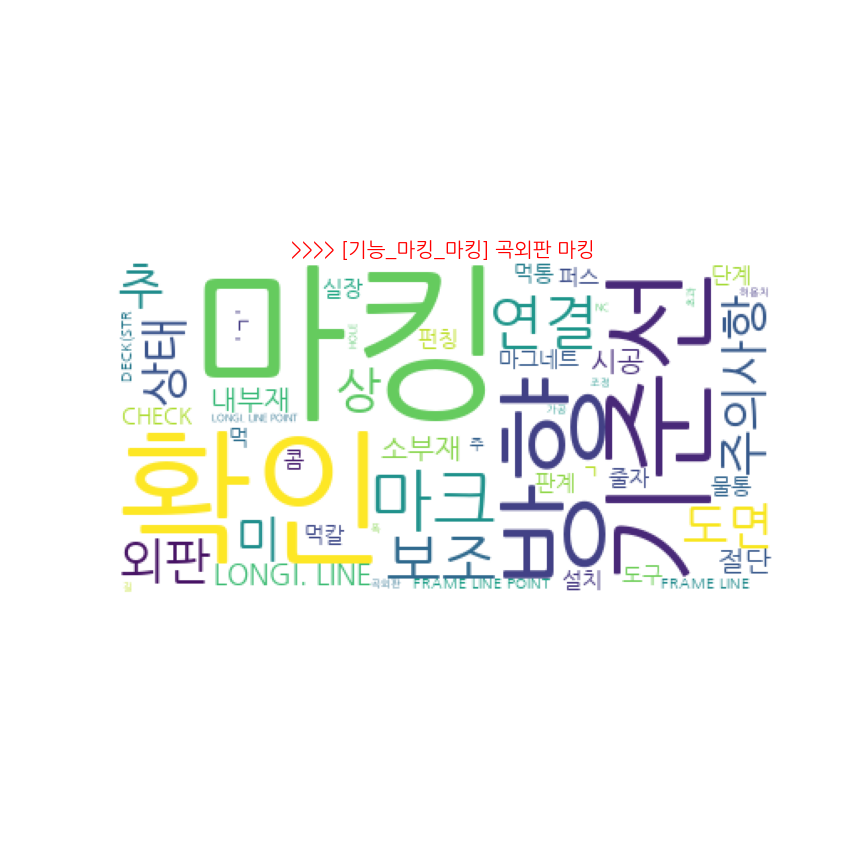 >>>> [기능_마킹_마킹] 곡외판 마킹
추
DECK(STR
상태
CHECK
"ㄱ"
마킹
실장
HOLE
펀칭
상
내부재
LONGI. LINE POINT
먹통
퍼스
연결
NC
마그네트
시공
조정
가공
방향
기준선
초과
단계
허용치
주의사항
확인
먹
콤
소부재
추
마크
먹칼
미
외판
보조
ㄱ
판계
줄자
물통
도면
절단
LONGI. LINE
곡외판
FRAME LINE POINT
설치
도구
FRAME LINE